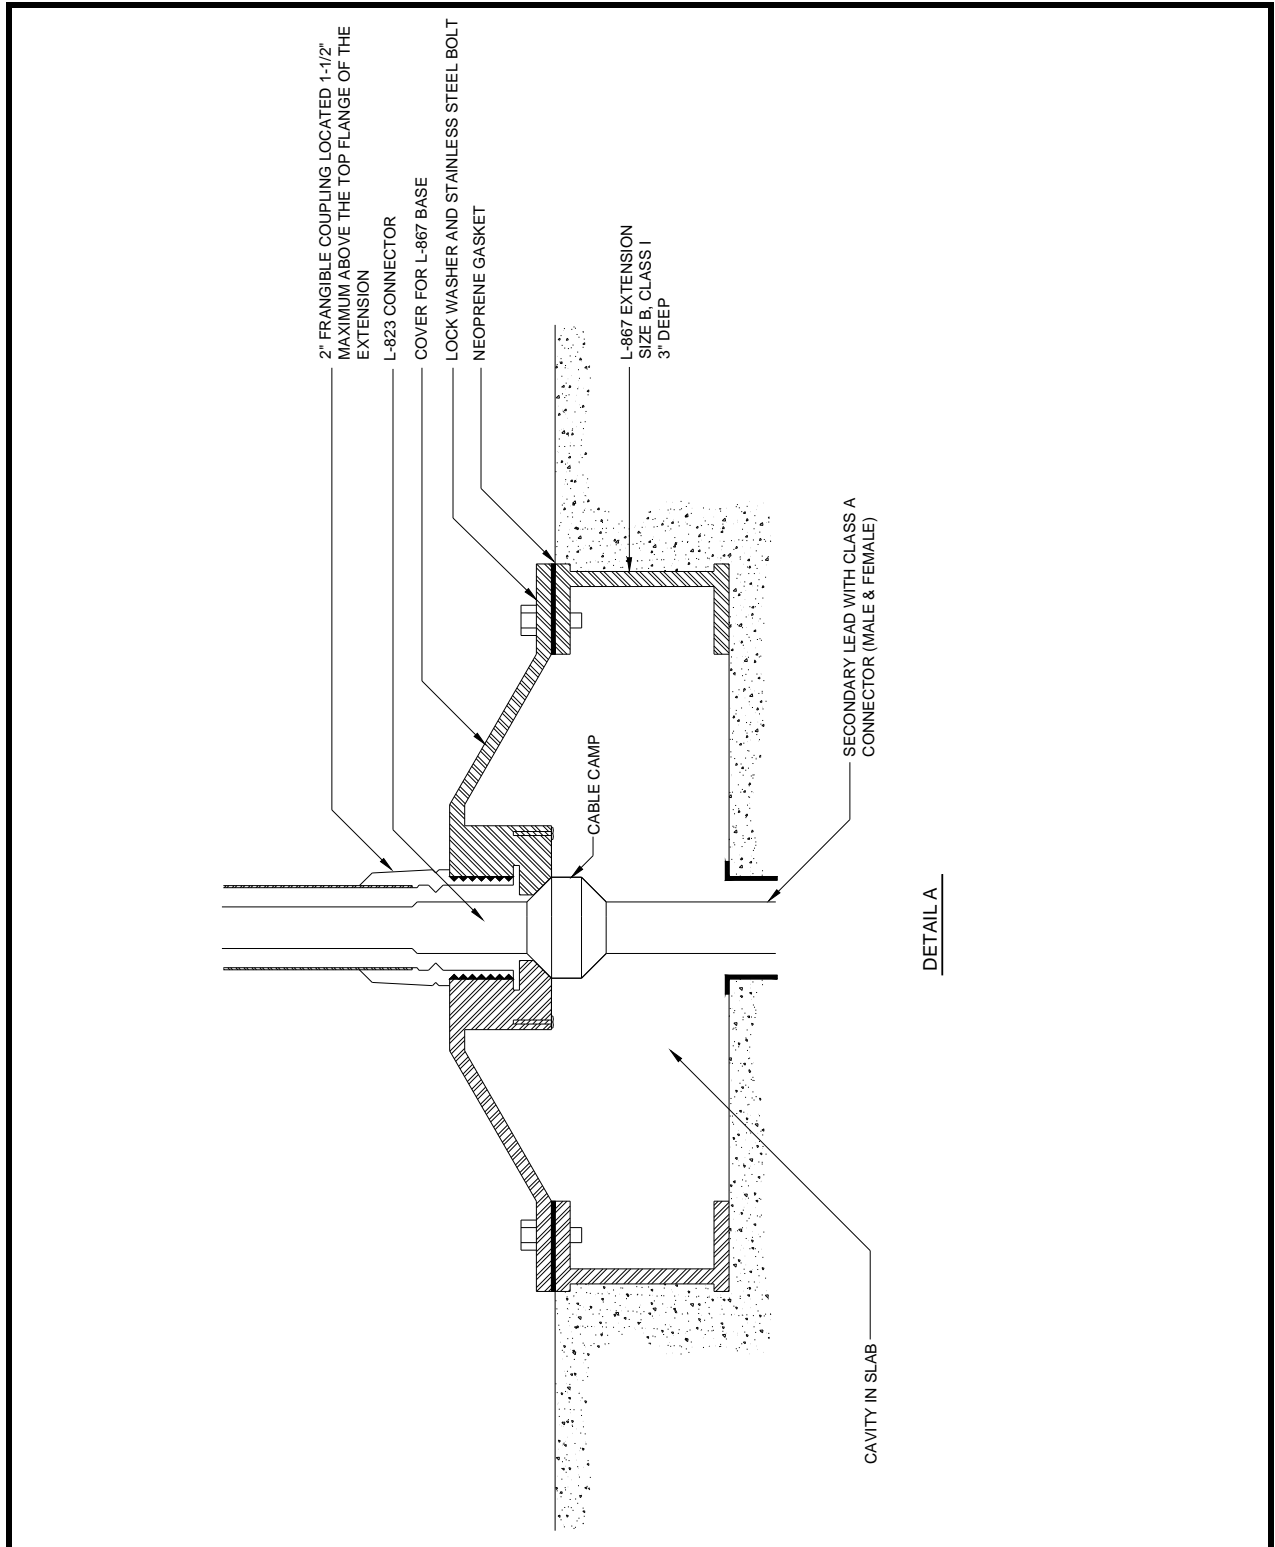 2" FRANGIBLE COUPLING LOCATED 1-1/2"
MAXIMUM ABOVE THE TOP FLANGE OF THE
EXTENSION
L-823 CONNECTOR
COVER FOR L-867 BASE
LOCK WASHER AND STAINLESS STEEL BOLT
NEOPRENE GASKET
L-867 EXTENSION
SIZE B, CLASS I
3" DEEP
CABLE CAMP
SECONDARY LEAD WITH CLASS A
CONNECTOR (MALE & FEMALE)
CAVITY IN SLAB
DETAIL A